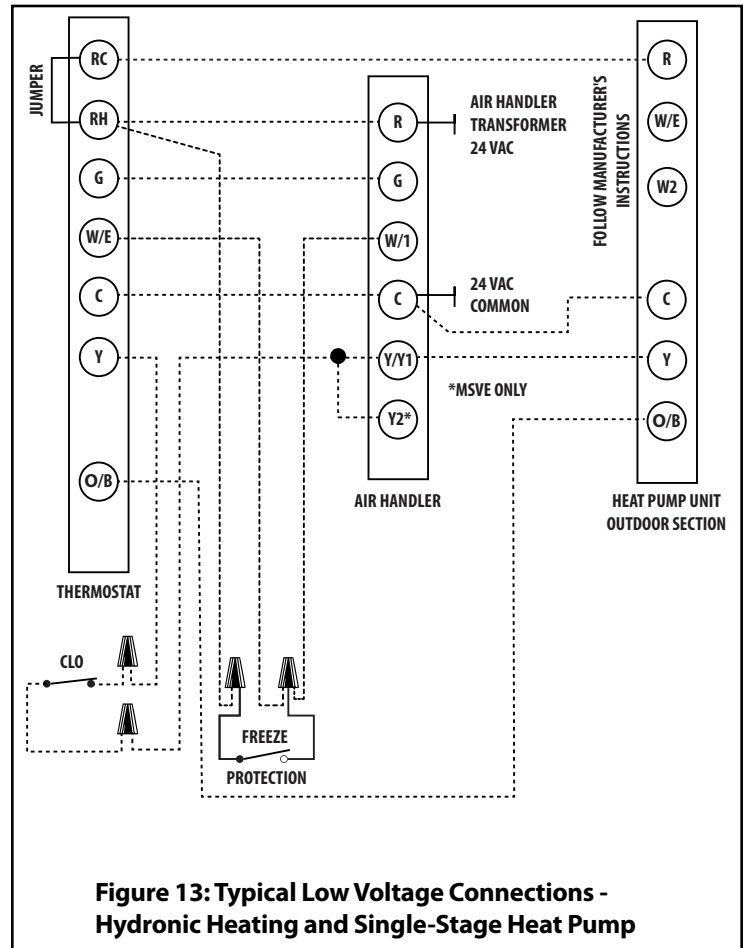 JUMPER
RC
RH
G
W/E
C
Y
O/B
THERMOSTAT
R
G
W/1
C
Y/Y1
Y2*
AIR HANDLER
AIR HANDLER
TRANSFORMER
24 VAC
24 VAC
COMMON
*MSVE ONLY
FOLLOW MANUFACTURER'S
INSTRUCTIONS
R
W/E
W2
C
Y
O/B
HEAT PUMP UNIT
OUTDOOR SECTION
CLO
FREEZE
PROTECTION
Figure 13: Typical Low Voltage Connections -
Hydronic Heating and Single-Stage Heat Pump